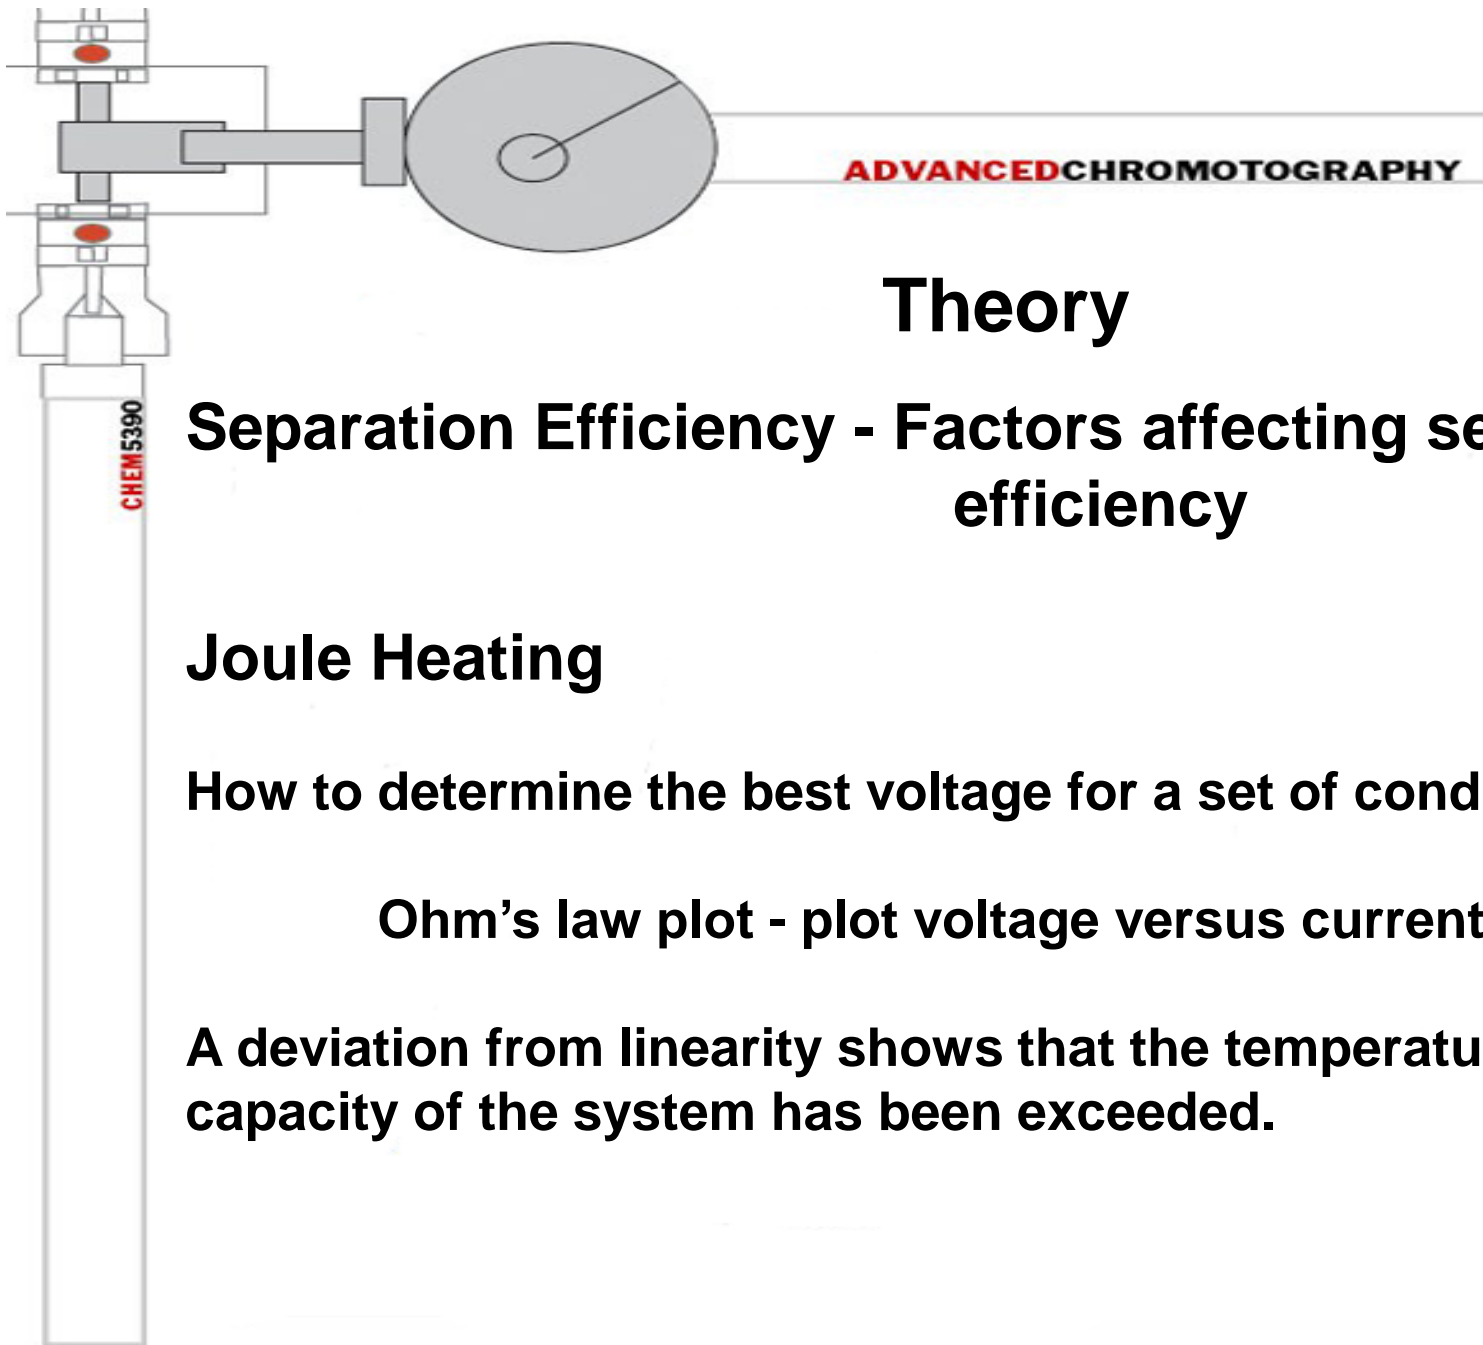 ADVANCEDCHROMOTOGRAPHY
Theory
CHEM5390
Separation Efficiency - Factors affecting se
efficiency
Joule Heating
How to determine the best voltage for a set of cond
Ohm’s law plot - plot voltage versus current
A deviation from linearity shows that the temperatu
capacity of the system has been exceeded.